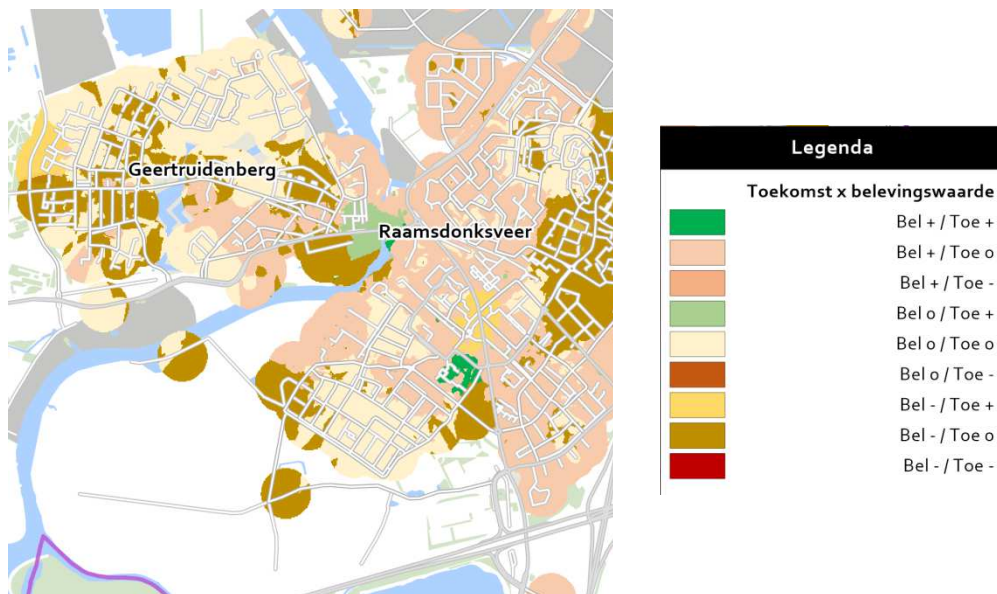 Geertruidenberg
Raamsdonksveer
Legenda
Toekomst x belevingswaarde
Bel + / Toe +
Bel + / Toe o
Bel + / Toe -
Bel o / Toe +
Bel o / Toe o
Bel o / Toe -
Bel - / Toe +
Bel - / Toe o
Bel - / Toe -